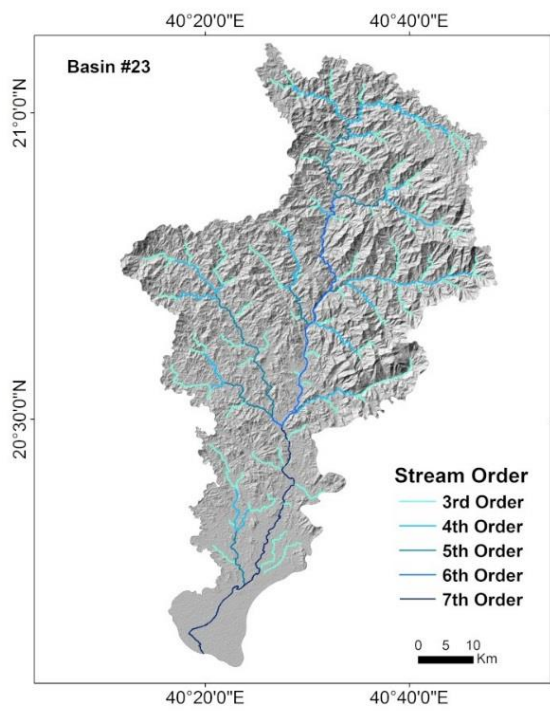 40°20'0"E 40°40'0"E
Basin #23
21°0'0"N
20°30'0"N
Stream Order
3rd Order
4th Order
5th Order
6th Order
7th Order
0 5 10
Km
40°20'0"E 40°40'0"E